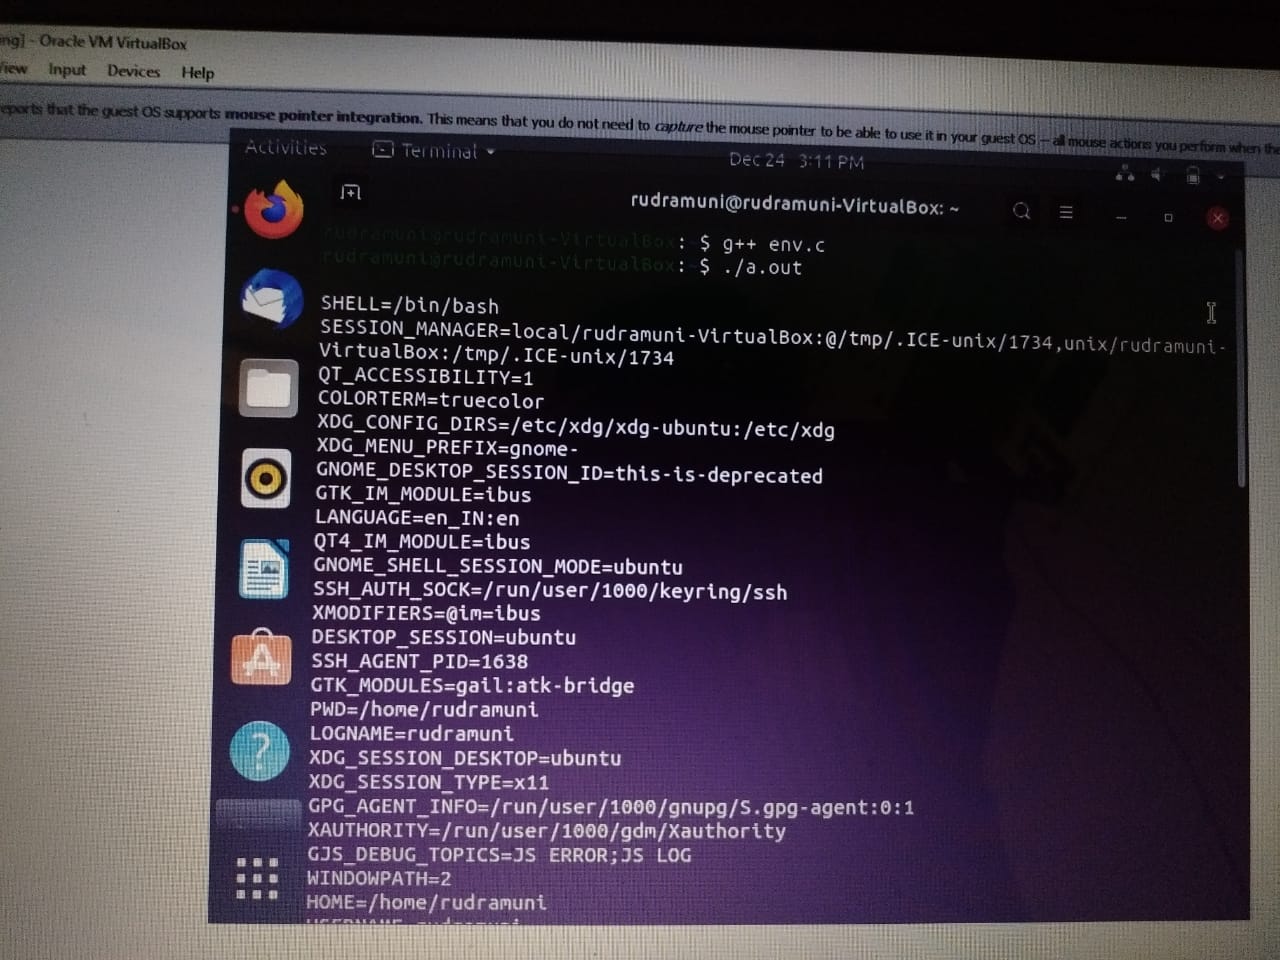 ng] - Oracle VM VirtualBox
View Input Devices Help
eports that the guest OS supports mouse pointer integration. This means that you do not need to capture the mouse pointer to be able to use it in your guest OS -- all mouse actions you perform when the
Activities Terminal Dec 24 3:11 PM
rudramuni@rudramuni-VirtualBox: ~
rudramuni@rudramuni-VirtualBox:~$ g++ env.c
rudramuni@rudramuni-VirtualBox:~$ ./a.out
SHELL=/bin/bash
SESSION_MANAGER=local/rudramuni-VirtualBox:@/tmp/.ICE-unix/1734,unix/rudramuni-
VirtualBox:/tmp/.ICE-unix/1734
QT_ACCESSIBILITY=1
COLORTERM=truecolor
XDG_CONFIG_DIRS=/etc/xdg/xdg-ubuntu:/etc/xdg
XDG_MENU_PREFIX=gnome-
GNOME_DESKTOP_SESSION_ID=this-is-deprecated
GTK_IM_MODULE=ibus
LANGUAGE=en_IN:en
QT4_IM_MODULE=ibus
GNOME_SHELL_SESSION_MODE=ubuntu
SSH_AUTH_SOCK=/run/user/1000/keyring/ssh
XMODIFIERS=@im=ibus
DESKTOP_SESSION=ubuntu
SSH_AGENT_PID=1638
GTK_MODULES=gail:atk-bridge
PWD=/home/rudramuni
LOGNAME=rudramuni
XDG_SESSION_DESKTOP=ubuntu
XDG_SESSION_TYPE=x11
GPG_AGENT_INFO=/run/user/1000/gnupg/S.gpg-agent:0:1
XAUTHORITY=/run/user/1000/gdm/Xauthority
GJS_DEBUG_TOPICS=JS ERROR;JS LOG
WINDOWPATH=2
HOME=/home/rudramuni